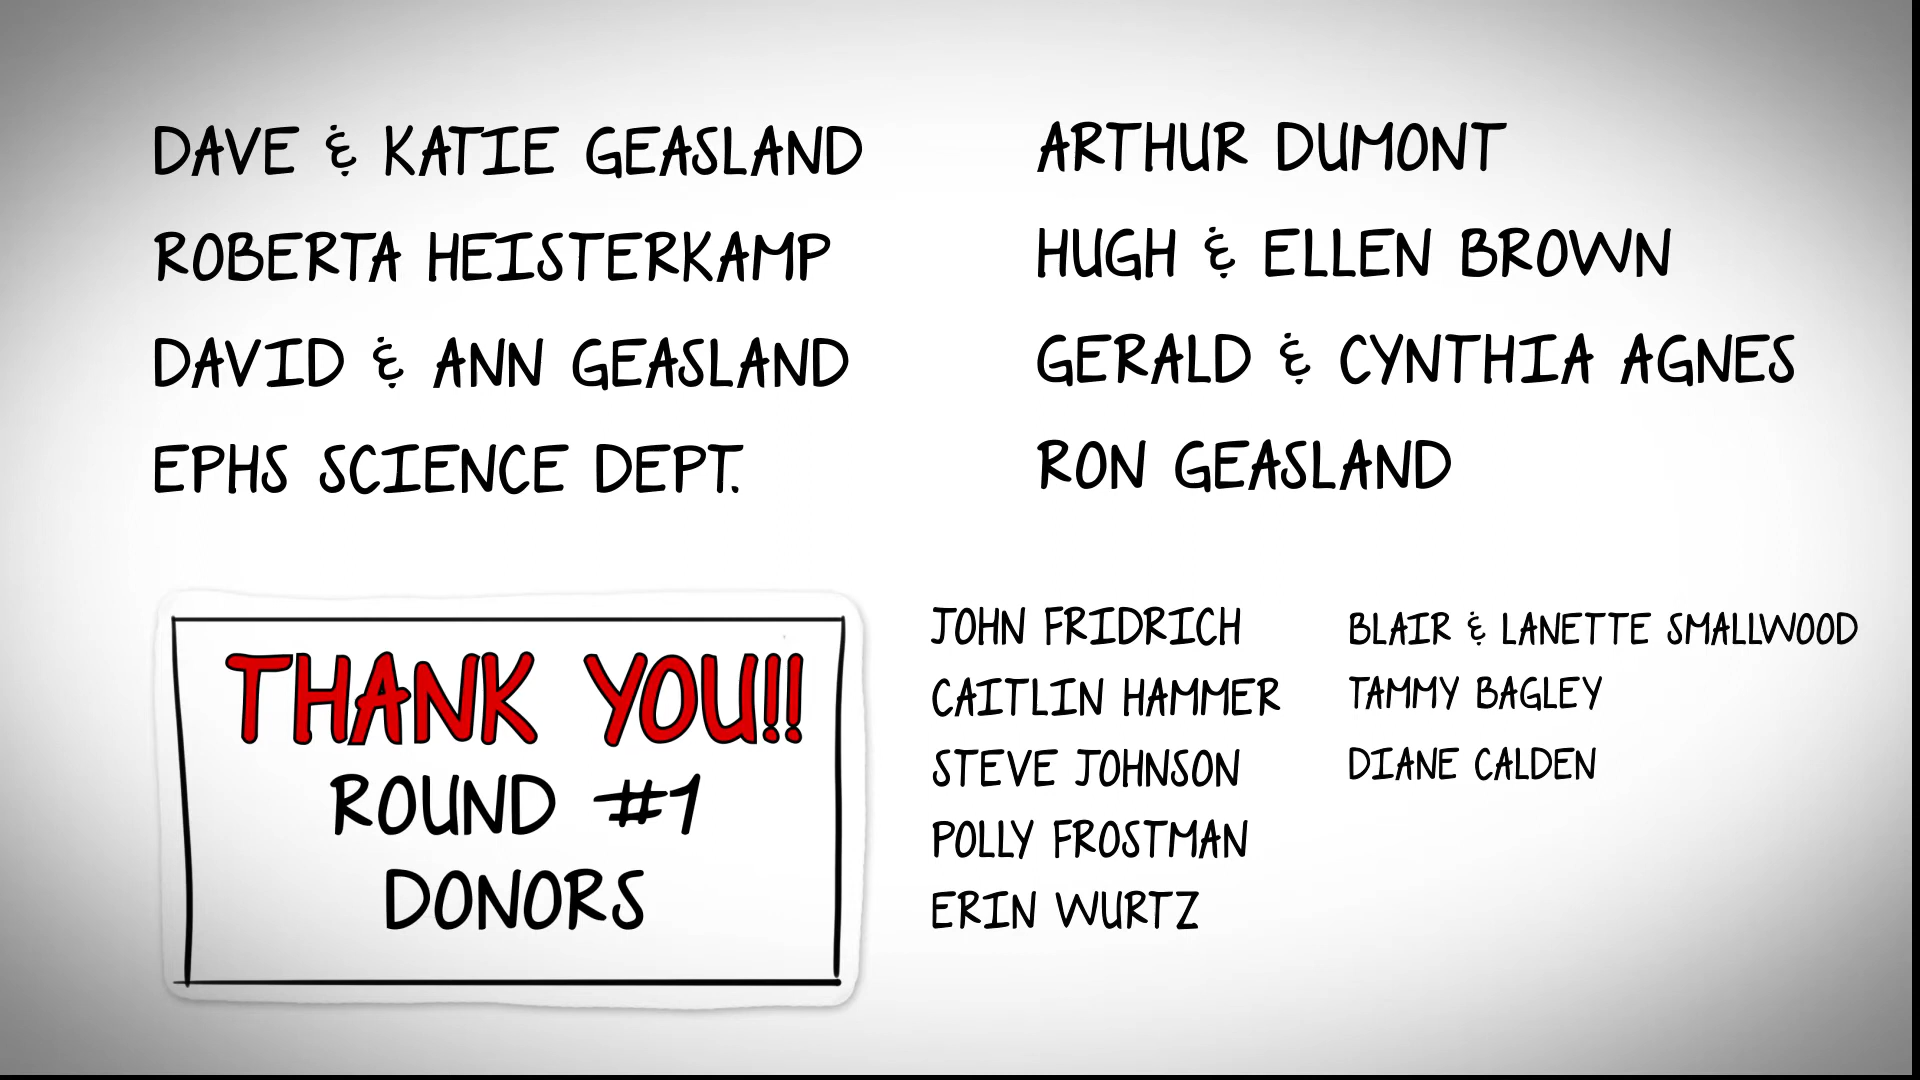 DAVE & KATIE GEASLAND
ROBERTA HEISTERKAMP
DAVID & ANN GEASLAND
EPHS SCIENCE DEPT.
ARTHUR DUMONT
HUGH & ELLEN BROWN
GERALD & CYNTHIA AGNES
RON GEASLAND
THANK YOU!!
ROUND #1
DONORS
JOHN FRIDRICH
CAITLIN HAMMER
STEVE JOHNSON
POLLY FROSTMAN
ERIN WURTZ
BLAIR & LANETTE SMALLWOOD
TAMMY BAGLEY
DIANE CALDEN